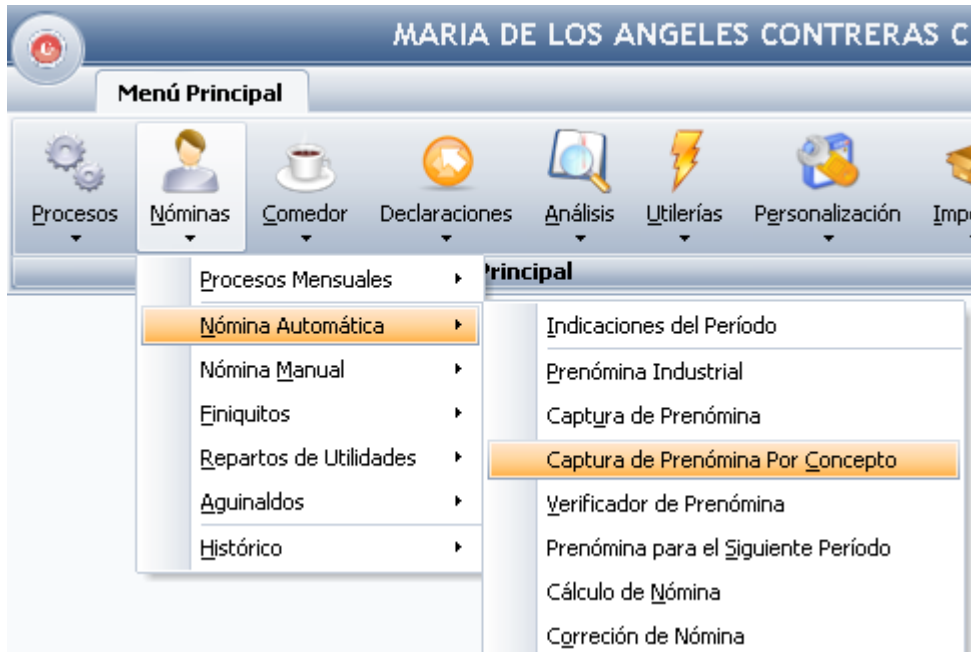 MARIA DE LOS ANGELES CONTRERAS C
Menú Principal
Procesos Nóminas Comedor Declaraciones Análisis Utilerías Personalización Imp
Principal
Procesos Mensuales
Nómina Automática
Nómina Manual
Finiquitos
Repartos de Utilidades
Aguinaldos
Histórico
Indicaciones del Período
Prenómina Industrial
Captura de Prenómina
Captura de Prenómina Por Concepto
Verificador de Prenómina
Prenómina para el Siguiente Período
Cálculo de Nómina
Correción de Nómina